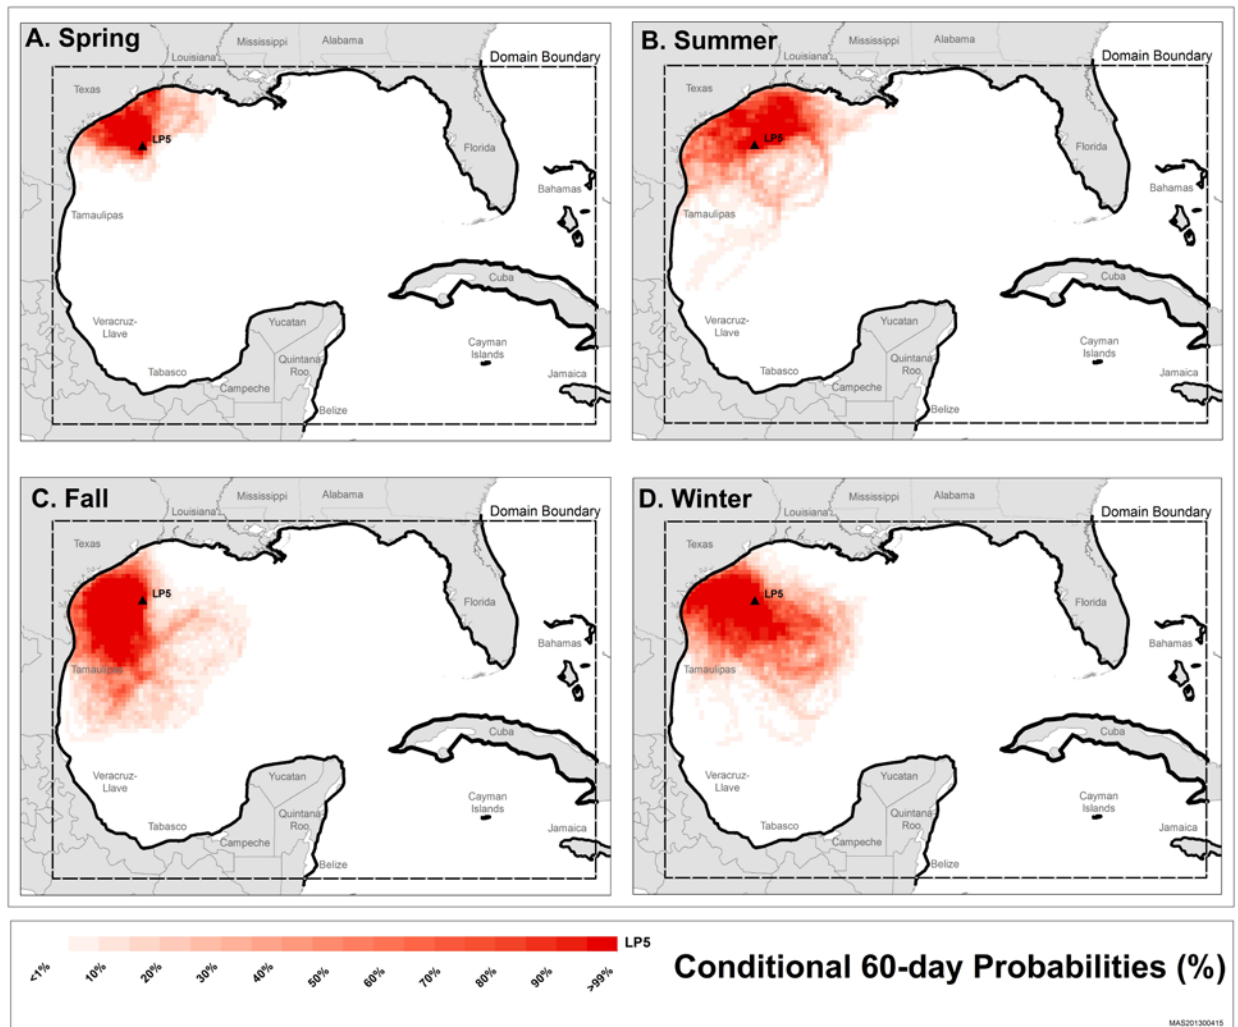 A. Spring
Mississippi
Alabama
Louisiana
Domain Boundary
Texas
LP5
Florida
Bahamas
Tamaulipas
Cuba
Veracruz-
Llave
Yucatan
Cayman
Islands
Quintana
Roo
Tabasco
Campeche
Jamaica
Belize
B. Summer
Mississippi
Alabama
Louisiana
Domain Boundary
Texas
LP5
Florida
Bahamas
Tamaulipas
Cuba
Veracruz-
Llave
Yucatan
Cayman
Islands
Quintana
Roo
Tabasco
Campeche
Jamaica
Belize
C. Fall
Mississippi
Alabama
Louisiana
Domain Boundary
Texas
LP5
Florida
Bahamas
Tamaulipas
Cuba
Veracruz-
Llave
Yucatan
Cayman
Islands
Quintana
Roo
Tabasco
Campeche
Jamaica
Belize
D. Winter
Mississippi
Alabama
Louisiana
Domain Boundary
Texas
LP5
Florida
Bahamas
Tamaulipas
Cuba
Veracruz-
Llave
Yucatan
Cayman
Islands
Quintana
Roo
Tabasco
Campeche
Jamaica
Belize
LP5
<1% 10% 20% 30% 40% 50% 60% 70% 80% 90% >99%
Conditional 60-day Probabilities (%)
MAS201300415